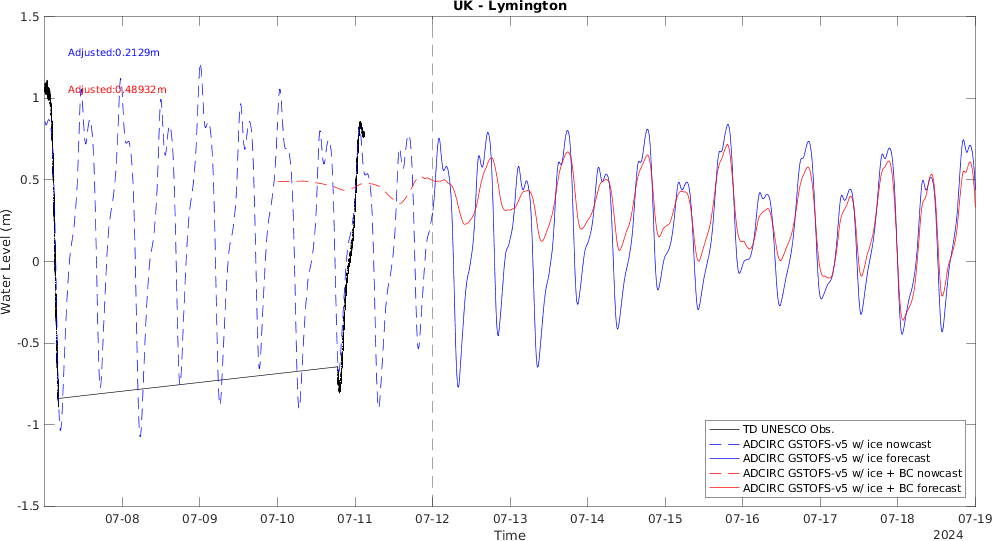 UK - Lymington
Adjusted:0.2129m
Adjusted:0.48932m
Water Level (m)
1.5
1
0.5
0
-0.5
-1
-1.5
TD UNESCO Obs.
ADCIRC GSTOFS-v5 w/ ice nowcast
ADCIRC GSTOFS-v5 w/ ice forecast
ADCIRC GSTOFS-v5 w/ ice + BC nowcast
ADCIRC GSTOFS-v5 w/ ice + BC forecast
07-08 07-09 07-10 07-11 07-12 07-13 07-14 07-15 07-16 07-17 07-18 07-19
Time
2024